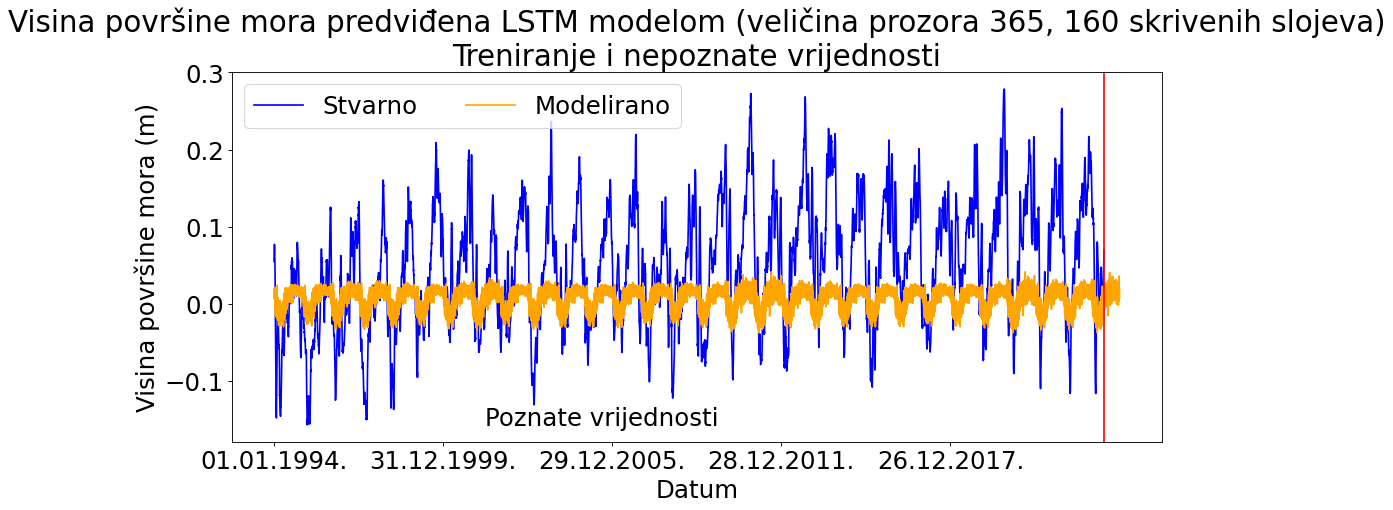 Visina površine mora predviđena LSTM modelom (veličina prozora 365, 160 skrivenih slojeva)
Treniranje i nepoznate vrijednosti
Stvarno Modelirano
Visina površine mora (m)
0.3
0.2
0.1
0.0
−0.1
Poznate vrijednosti
01.01.1994. 31.12.1999. 29.12.2005. 28.12.2011. 26.12.2017.
Datum